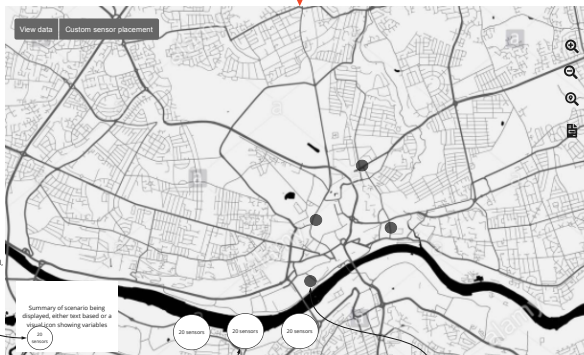 View data
Custom sensor placement
Summary of scenario being
displayed, either text based or a
visual icon showing variables
20
sensors
20 sensors
20 sensors
20 sensors